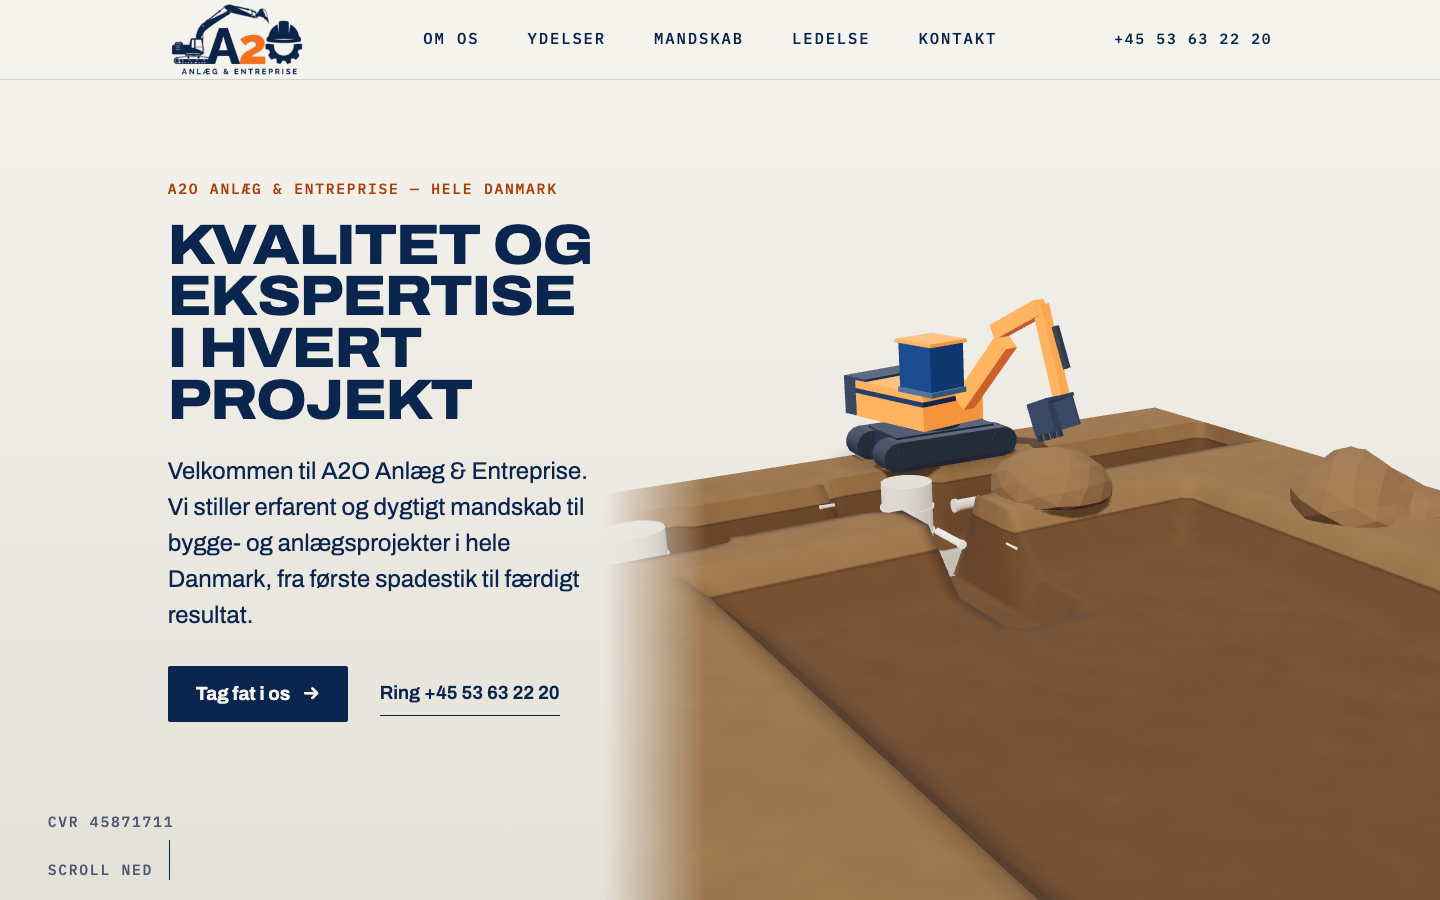 A2O
ANLÆG & ENTREPRISE
OM OS
YDELSER
MANDSKAB
LEDELSE
KONTAKT
+45 53 63 22 20
A2O ANLÆG & ENTREPRISE — HELE DANMARK
KVALITET OG
EKSPERTISE
I HVERT
PROJEKT
Velkommen til A2O Anlæg & Entreprise.
Vi stiller erfarent og dygtigt mandskab til
bygge- og anlægsprojekter i hele
Danmark, fra første spadestik til færdigt
resultat.
Tag fat i os →
Ring +45 53 63 22 20
CVR 45871711
SCROLL NED